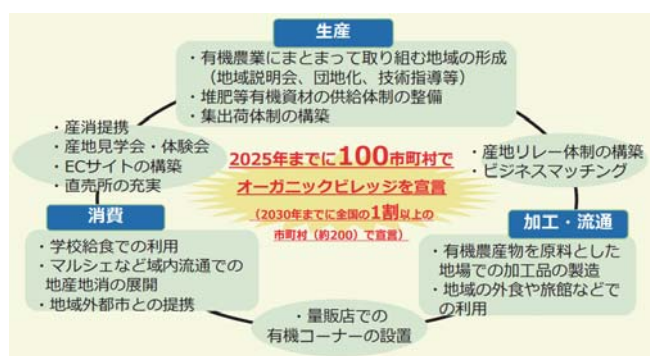 生産
・有機農業にまとまって取り組む地域の形成
（地域説明会、団地化、技術指導等）
・堆肥等有機資材の供給体制の整備
・集出荷体制の構築
・産消提携
・産地見学会・体験会
・ECサイトの構築
・直売所の充実
2025年までに100市町村で
オーガニックビレッジを宣言
（2030年までに全国の1割以上の
市町村（約200）で宣言）
・産地リレー体制の構築
・ビジネスマッチング
消費
・学校給食での利用
・マルシェなど域内流通での
地産地消の展開
・地域外都市との提携
加工・流通
・有機農産物を原料とした
地場での加工品の製造
・地域の外食や旅館などで
の利用
・量販店での
有機コーナーの設置